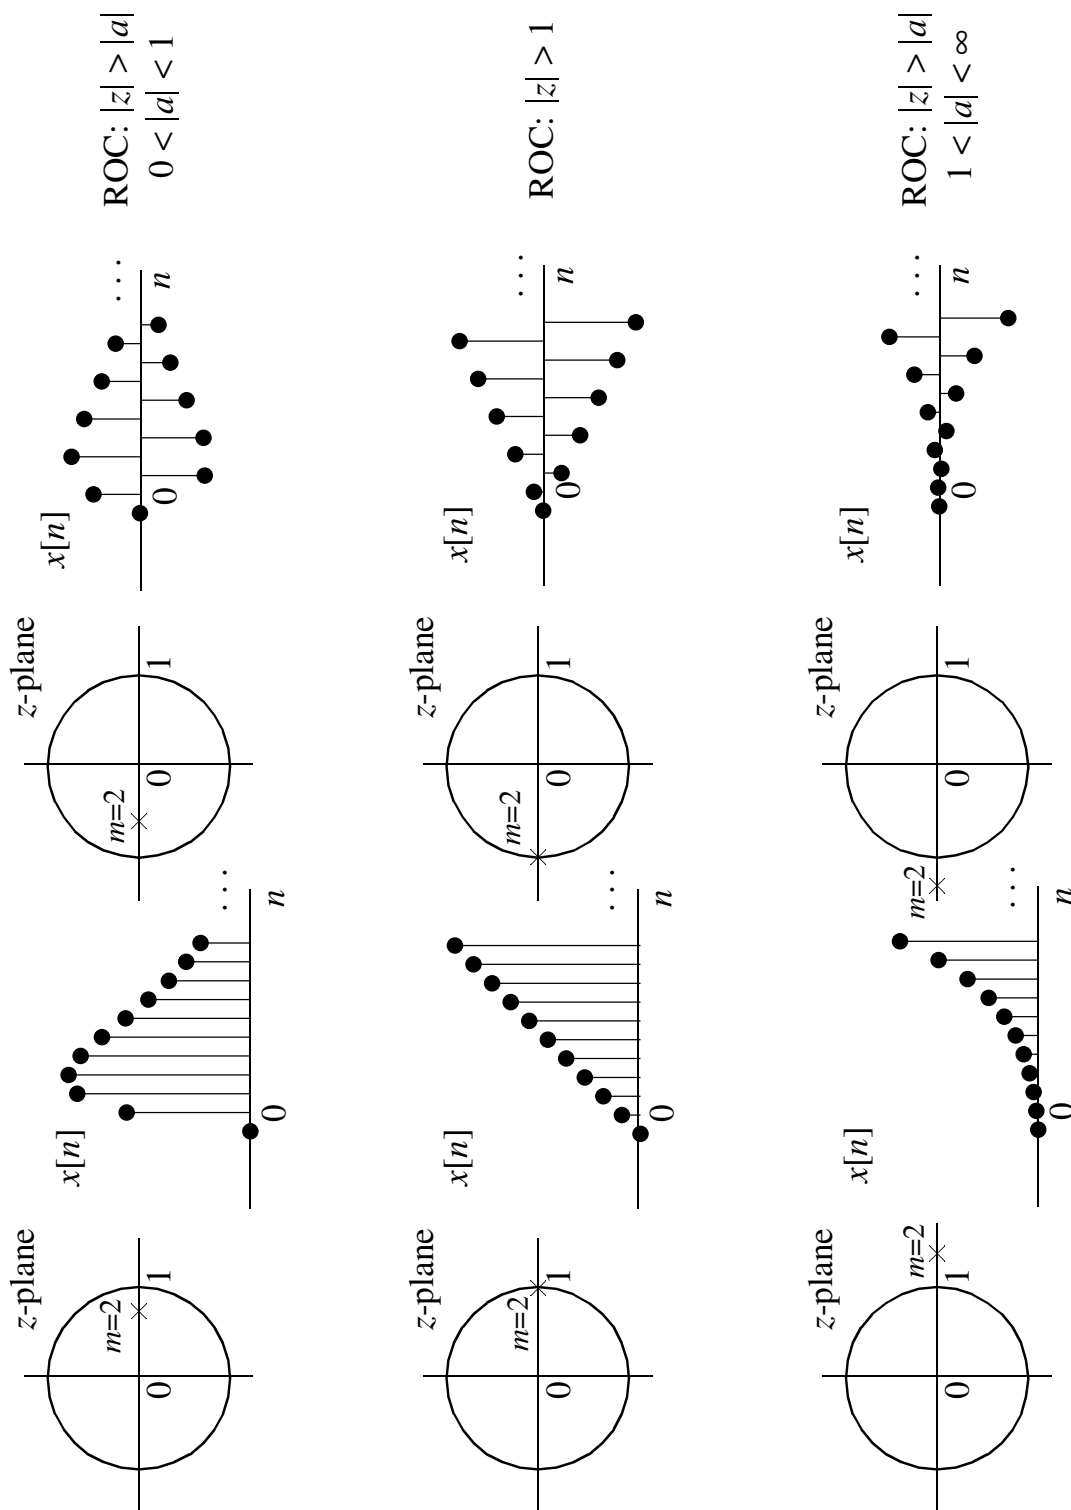 z-plane
m=2
0
1
x[n]
0
n
. . .
z-plane
m=2
0
1
x[n]
0
n
. . .
ROC: |z| > |a|
0 < |a| < 1
z-plane
m=2
0
1
x[n]
0
n
. . .
z-plane
m=2
0
1
x[n]
0
n
. . .
ROC: |z| > 1
z-plane
m=2
0
1
x[n]
0
n
. . .
z-plane
m=2
0
1
x[n]
0
n
. . .
ROC: |z| > |a|
1 < |a| < ∞